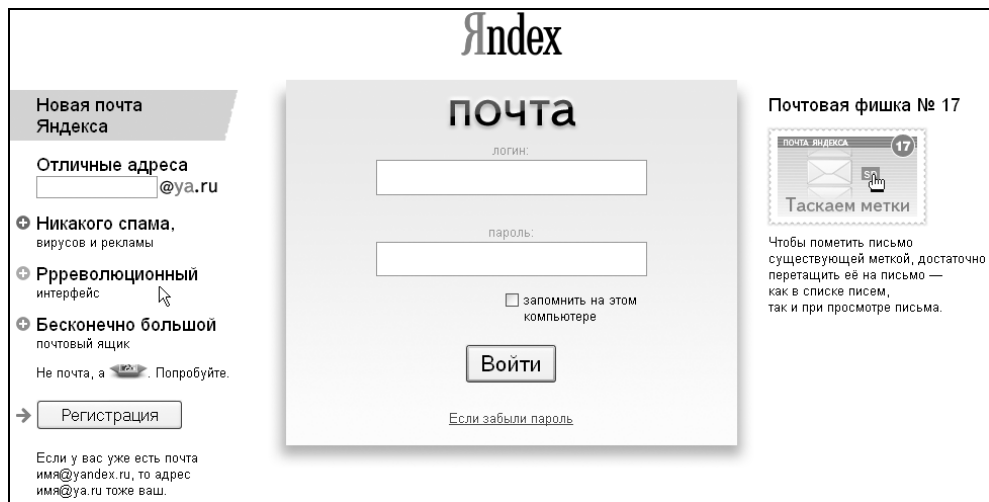 Яndex
Новая почта
Яндекса
Отличные адреса
@ya.ru
Никакого спама,
вирусов и рекламы
Ррреволюционный
интерфейс
Бесконечно большой
почтовый ящик
Не почта, а . Попробуйте.
Регистрация
Если у вас уже есть почта
имя@yandex.ru, то адрес
имя@ya.ru тоже ваш.
почта
логин:
пароль:
запомнить на этом
компьютере
Войти
Если забыли пароль
Почтовая фишка № 17
ПОЧТА ЯНДЕКСА
17
Таскаем метки
Чтобы пометить письмо
существующей меткой, достаточно
перетащить её на письмо —
как в списке писем,
так и при просмотре письма.